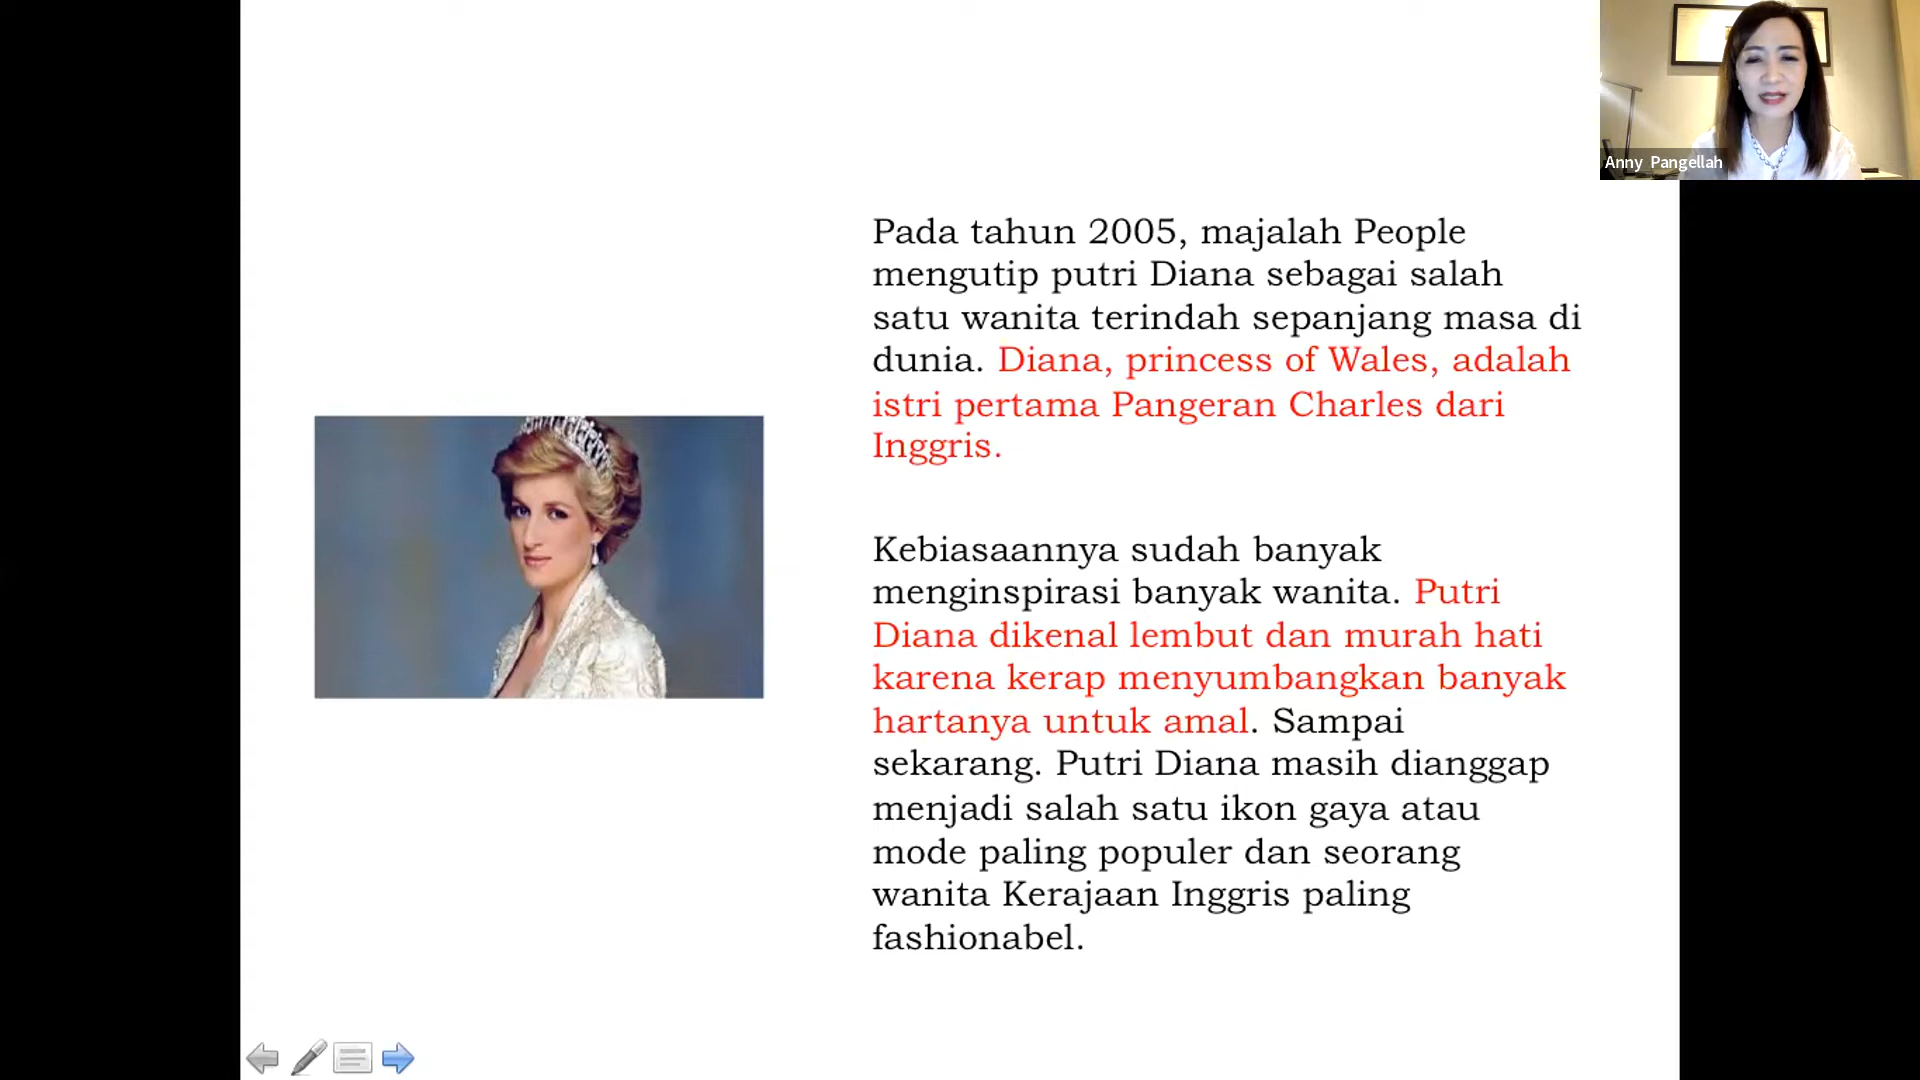 Anny Pangellah
Pada tahun 2005, majalah People
mengutip putri Diana sebagai salah
satu wanita terindah sepanjang masa di
dunia. Diana, princess of Wales, adalah
istri pertama Pangeran Charles dari
Inggris.
Kebiasaannya sudah banyak
menginspirasi banyak wanita. Putri
Diana dikenal lembut dan murah hati
karena kerap menyumbangkan banyak
hartanya untuk amal. Sampai
sekarang. Putri Diana masih dianggap
menjadi salah satu ikon gaya atau
mode paling populer dan seorang
wanita Kerajaan Inggris paling
fashionabel.